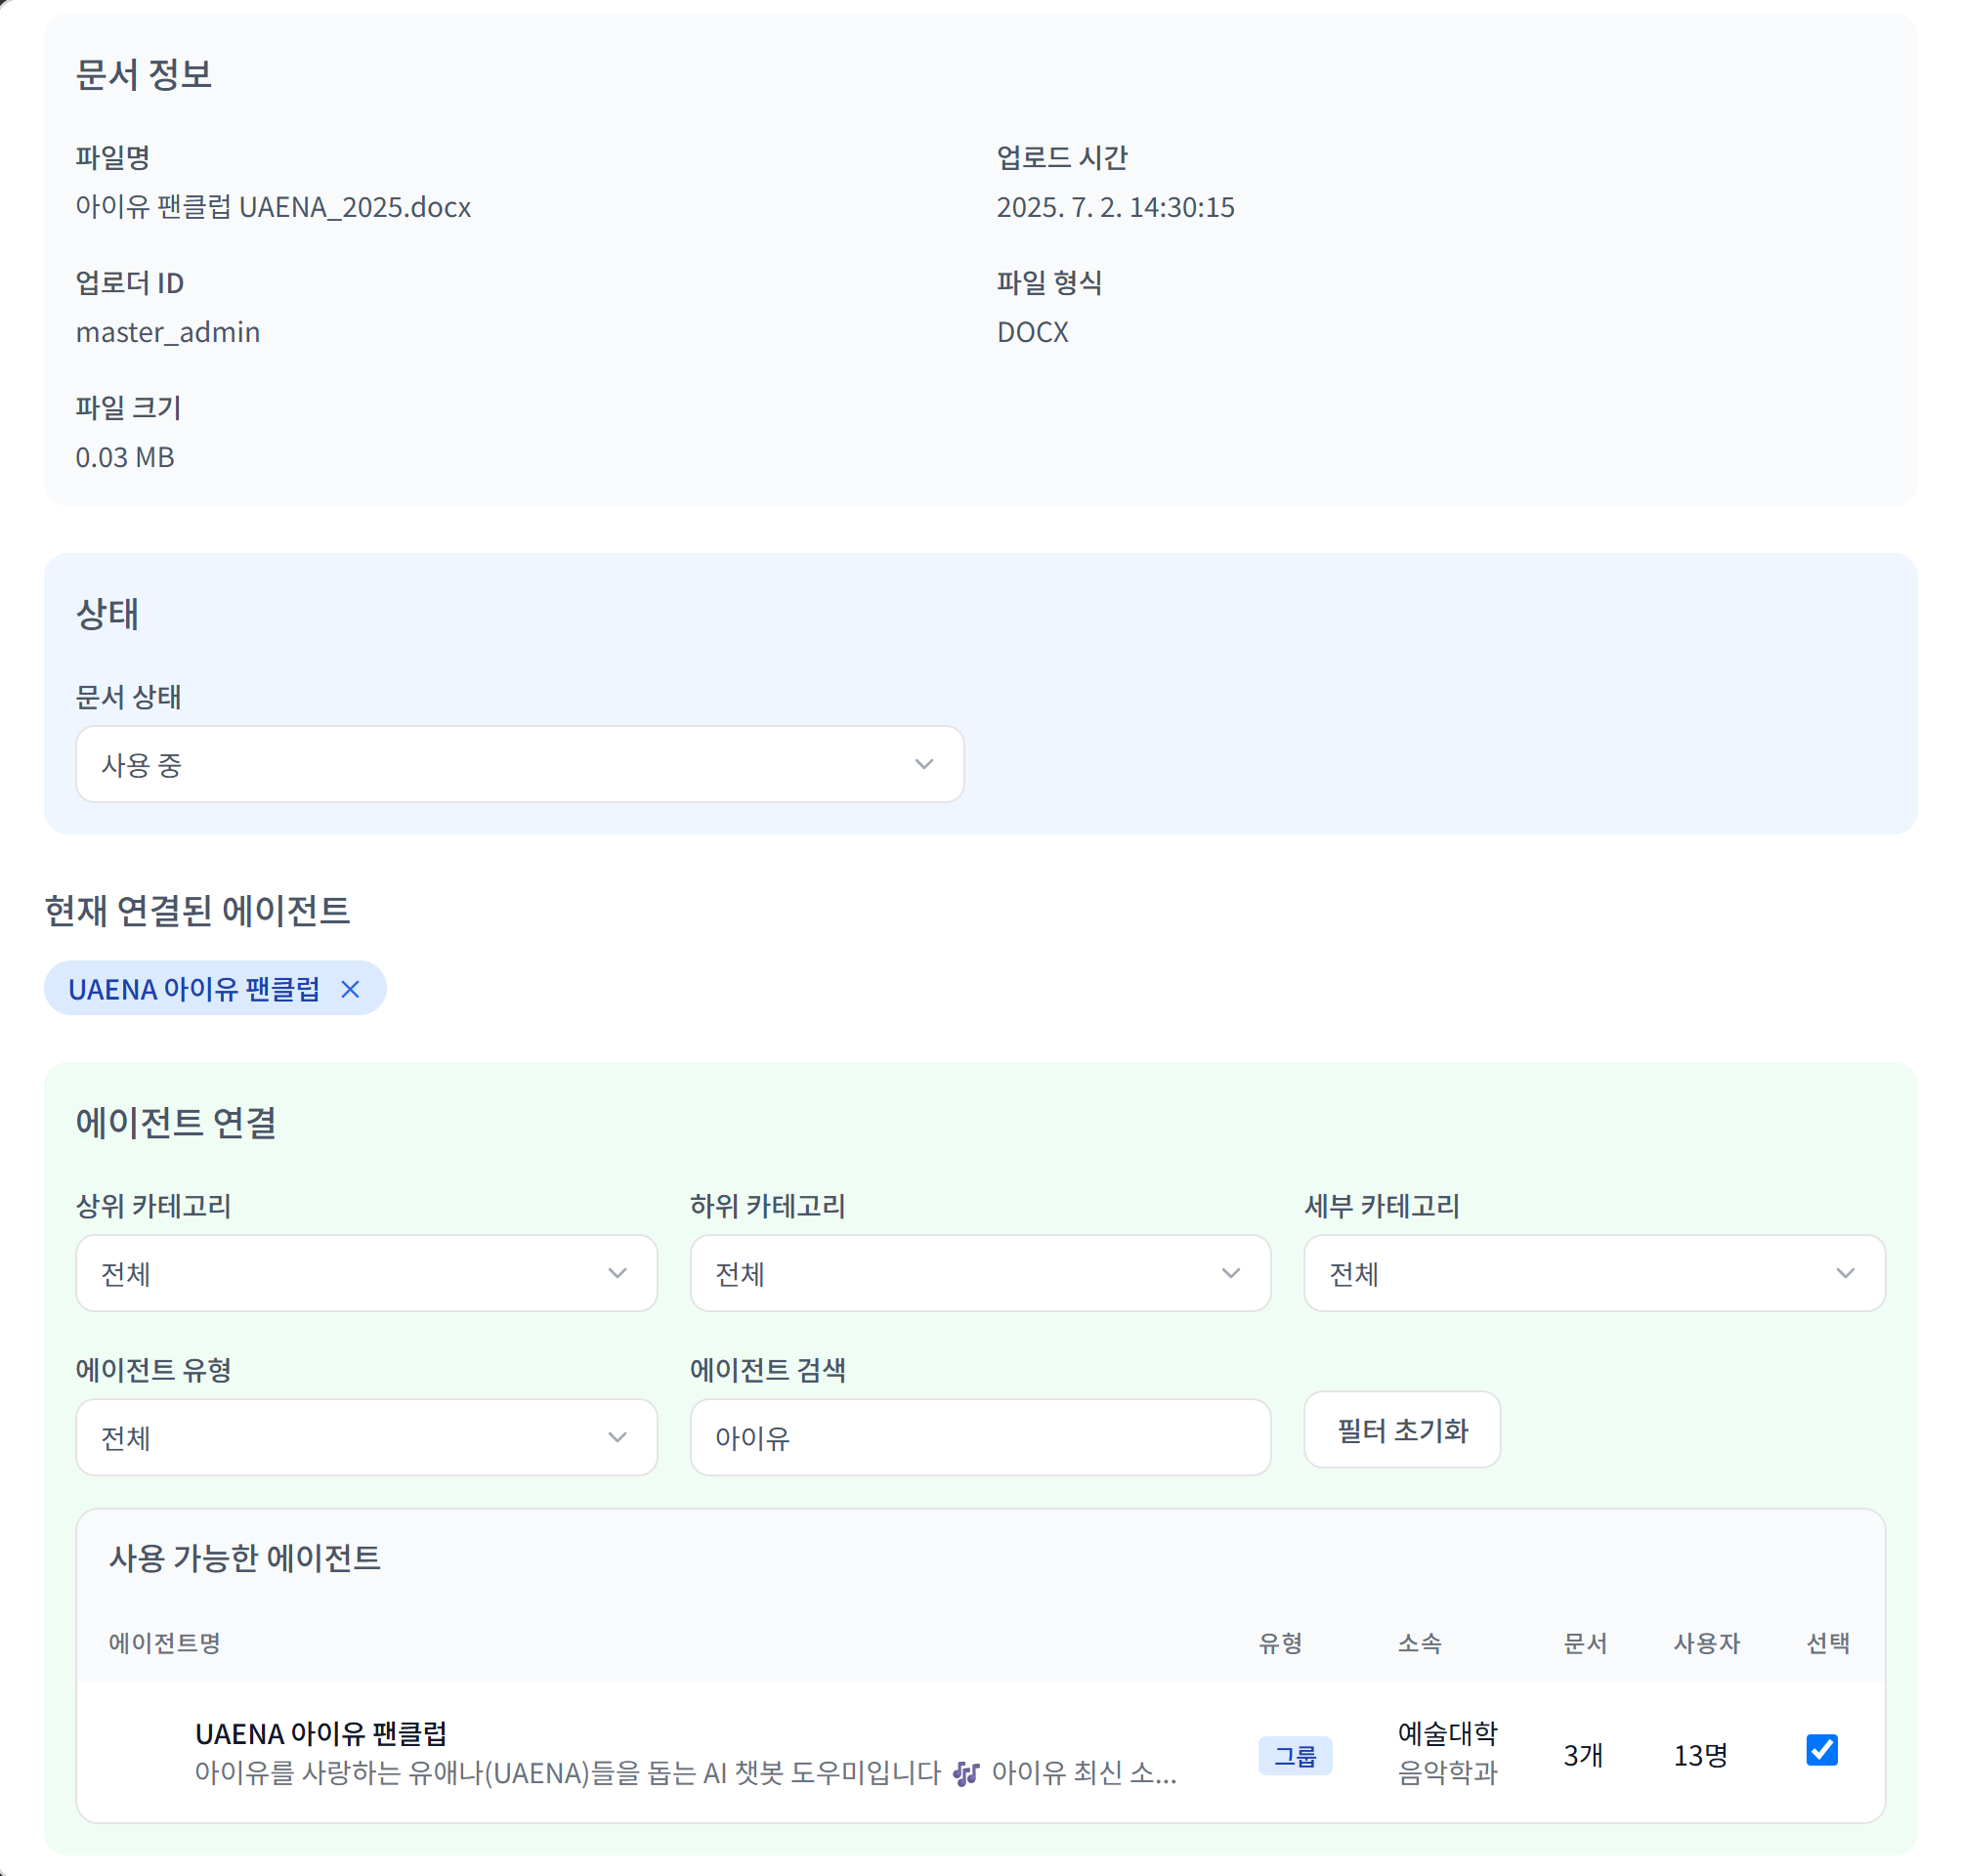 문서 정보
파일명
아이유 팬클럽 UAENA_2025.docx
업로드 시간
2025. 7. 2. 14:30:15
업로더 ID
master_admin
파일 형식
DOCX
파일 크기
0.03 MB
상태
문서 상태
사용 중
현재 연결된 에이전트
UAENA 아이유 팬클럽 ×
에이전트 연결
상위 카테고리
전체
하위 카테고리
전체
세부 카테고리
전체
에이전트 유형
전체
에이전트 검색
아이유
필터 초기화
사용 가능한 에이전트
에이전트명 유형 소속 문서 사용자 선택
UAENA 아이유 팬클럽
아이유를 사랑하는 유애나(UAENA)들을 돕는 AI 챗봇 도우미입니다 🎶 아이유 최신 소...
그룹
예술대학
음악학과
3개
13명